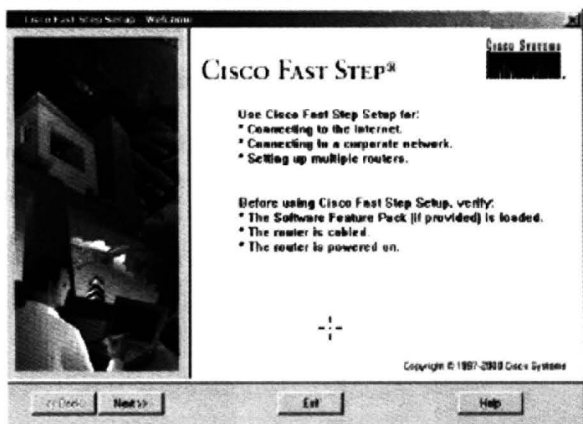 Cisco Fast Step Setup - Welcome
CISCO SYSTEMS
CISCO FAST STEP®
Use Cisco Fast Step Setup for:
* Connecting to the Internet.
* Connecting to a corporate network.
* Setting up multiple routers.
Before using Cisco Fast Step Setup, verify:
* The Software Feature Pack (if provided) is loaded.
* The router is cabled.
* The router is powered on.
Copyright © 1997-2000 Cisco Systems
<< Back Next >> Exit Help